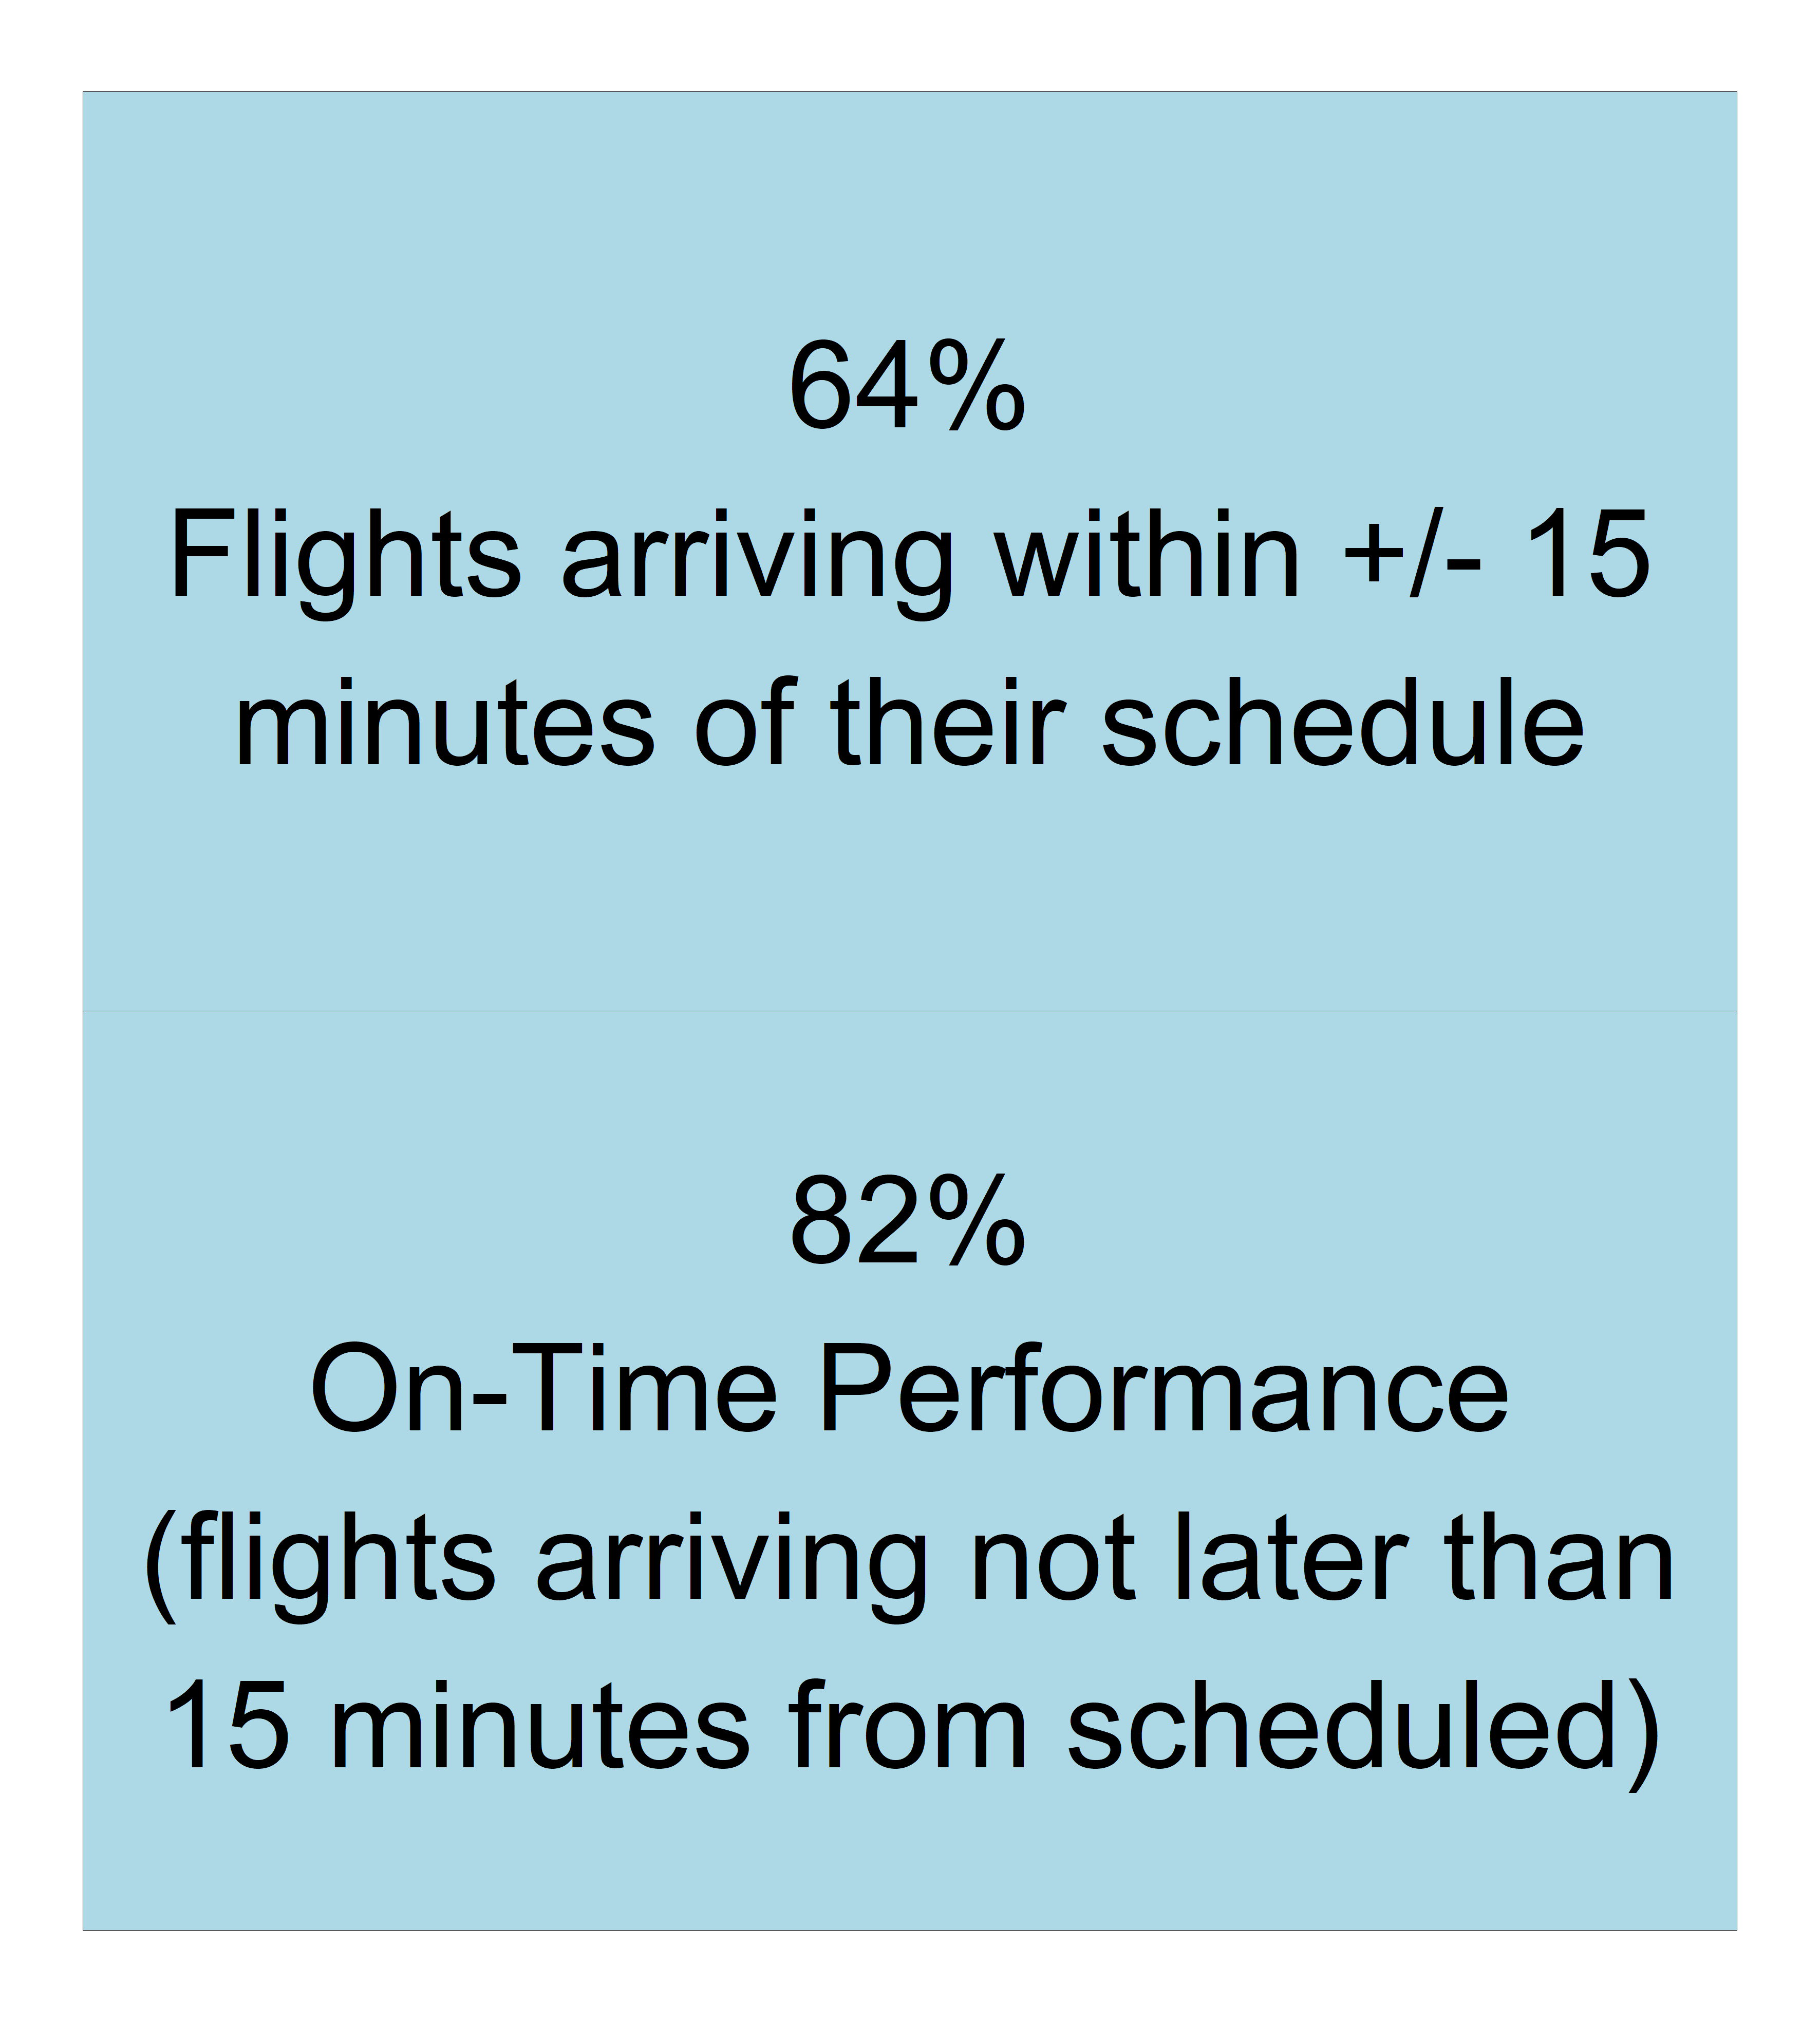 64%
Flights arriving within +/- 15
minutes of their schedule
82%
On-Time Performance
(flights arriving not later than
15 minutes from scheduled)